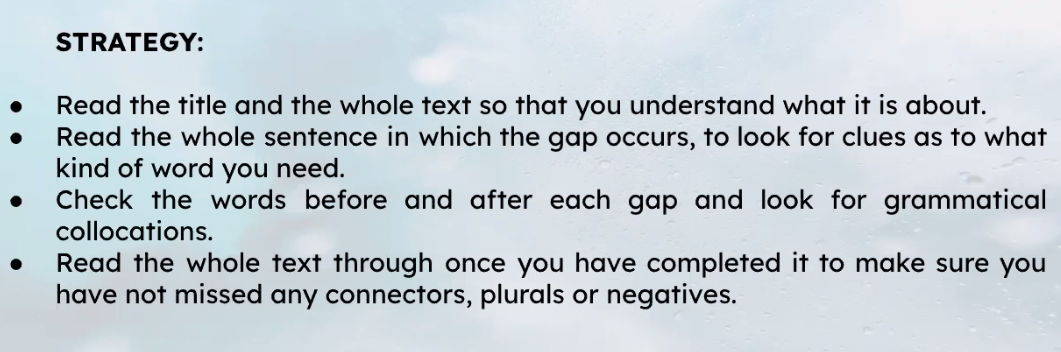 STRATEGY:
● Read the title and the whole text so that you understand what it is about.
● Read the whole sentence in which the gap occurs, to look for clues as to what
kind of word you need.
● Check the words before and after each gap and look for grammatical
collocations.
● Read the whole text through once you have completed it to make sure you
have not missed any connectors, plurals or negatives.